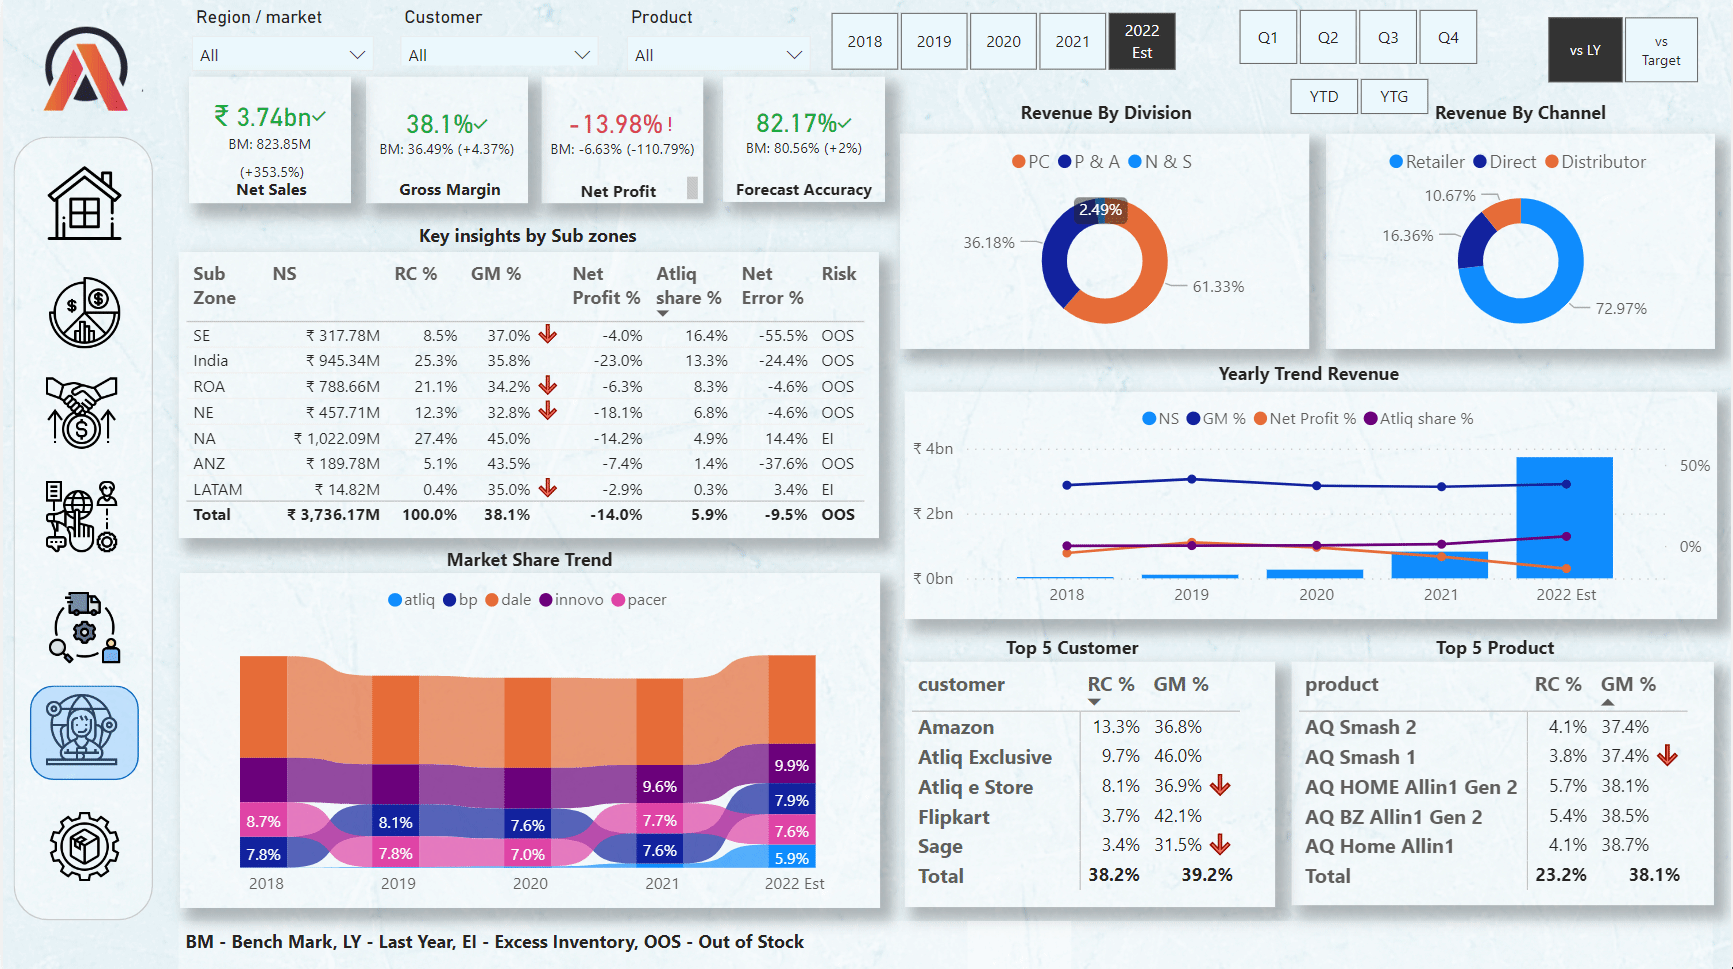 Region / market
Customer
Product
All
All
All
2018
2019
2020
2021
2022 Est
Q1
Q2
Q3
Q4
YTD
YTG
vs LY
vs Target
₹ 3.74bn
BM: 823.85M
(+353.5%)
Net Sales
38.1%
BM: 36.49% (+4.37%)
Gross Margin
-13.98% !
BM: -6.63% (-110.79%)
Net Profit
82.17%
BM: 80.56% (+2%)
Forecast Accuracy
Revenue By Division
PC P & A N & S
2.49%
36.18%
61.33%
Revenue By Channel
Retailer Direct Distributor
10.67%
16.36%
72.97%
Key insights by Sub zones
Sub Zone NS RC % GM % Net Profit % Atliq share % Net Error % Risk
SE ₹ 317.78M 8.5% 37.0% -4.0% 16.4% -55.5% OOS
India ₹ 945.34M 25.3% 35.8% -23.0% 13.3% -24.4% OOS
ROA ₹ 788.66M 21.1% 34.2% -6.3% 8.3% -4.6% OOS
NE ₹ 457.71M 12.3% 32.8% -18.1% 6.8% -4.6% OOS
NA ₹ 1,022.09M 27.4% 45.0% -14.2% 4.9% 14.4% EI
ANZ ₹ 189.78M 5.1% 43.5% -7.4% 1.4% -37.6% OOS
LATAM ₹ 14.82M 0.4% 35.0% -2.9% 0.3% 3.4% EI
Total ₹ 3,736.17M 100.0% 38.1% -14.0% 5.9% -9.5% OOS
Yearly Trend Revenue
NS GM % Net Profit % Atliq share %
₹ 4bn
₹ 2bn
₹ 0bn
50%
0%
2018 2019 2020 2021 2022 Est
Market Share Trend
atliq bp dale innovo pacer
8.7%
7.8%
8.1%
7.8%
7.6%
7.0%
9.6%
7.7%
7.6%
9.9%
7.9%
7.6%
5.9%
2018 2019 2020 2021 2022 Est
Top 5 Customer
customer RC % GM %
Amazon 13.3% 36.8%
Atliq Exclusive 9.7% 46.0%
Atliq e Store 8.1% 36.9%
Flipkart 3.7% 42.1%
Sage 3.4% 31.5%
Total 38.2% 39.2%
Top 5 Product
product RC % GM %
AQ Smash 2 4.1% 37.4%
AQ Smash 1 3.8% 37.4%
AQ HOME Allin1 Gen 2 5.7% 38.1%
AQ BZ Allin1 Gen 2 5.4% 38.5%
AQ Home Allin1 4.1% 38.7%
Total 23.2% 38.1%
BM - Bench Mark, LY - Last Year, EI - Excess Inventory, OOS - Out of Stock